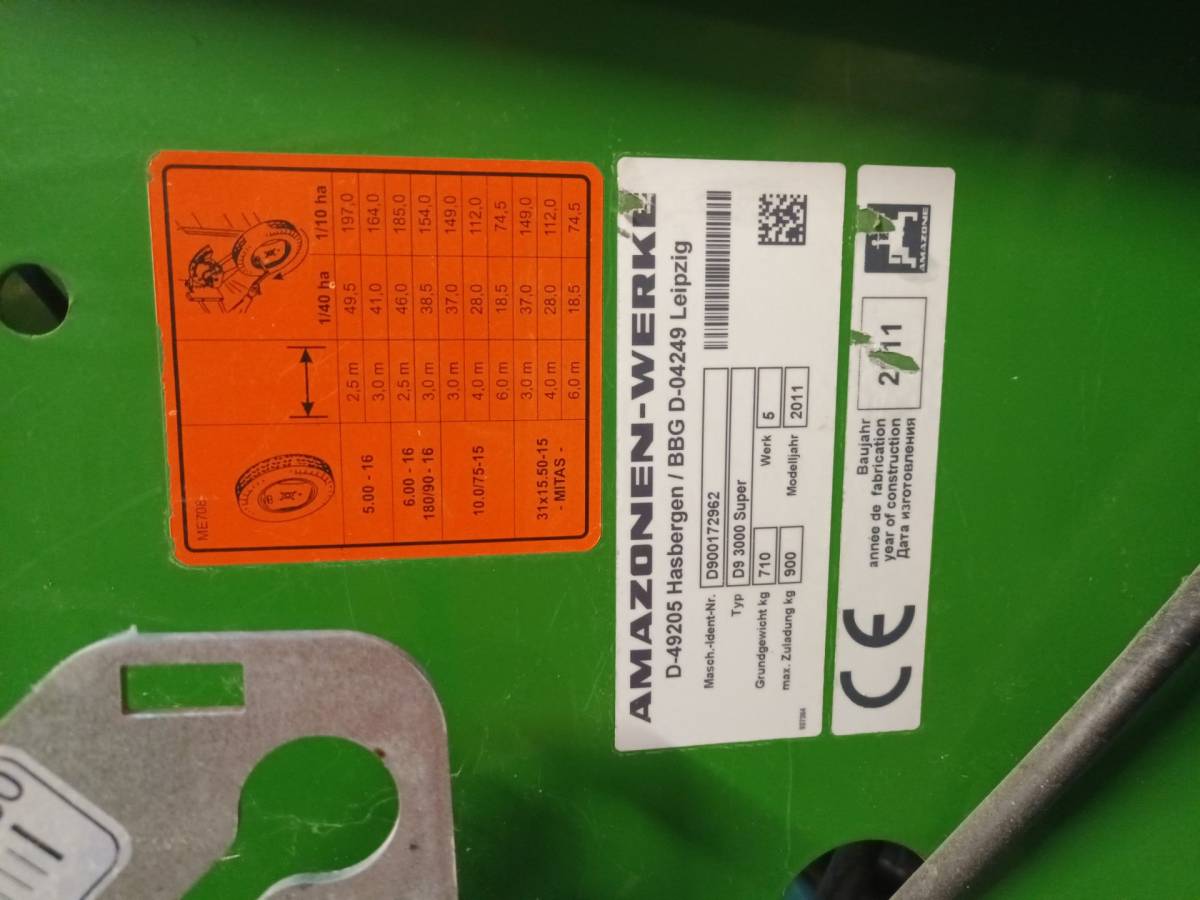 ME708
1/40 ha 1/10 ha
5.00 - 16 2,5 m 49,5 197,0
3,0 m 41,0 164,0
6.00 - 16 2,5 m 46,0 185,0
180/90 - 16 3,0 m 38,5 154,0
10.0/75-15 3,0 m 37,0 149,0
4,0 m 28,0 112,0
6,0 m 18,5 74,5
31x15.50-15 3,0 m 37,0 149,0
- MITAS - 4,0 m 28,0 112,0
6,0 m 18,5 74,5
AMAZONEN-WERKE
D-49205 Hasbergen / BBG D-04249 Leipzig
Masch.-Ident-Nr. D900172962
Typ D9 3000 Super
Grundgewicht kg 710 Werk 5
max. Zuladung kg 900 Modelljahr 2011
937364
CE
Baujahr
année de fabrication
year of construction
Дата изготовления
2011
AMAZONE